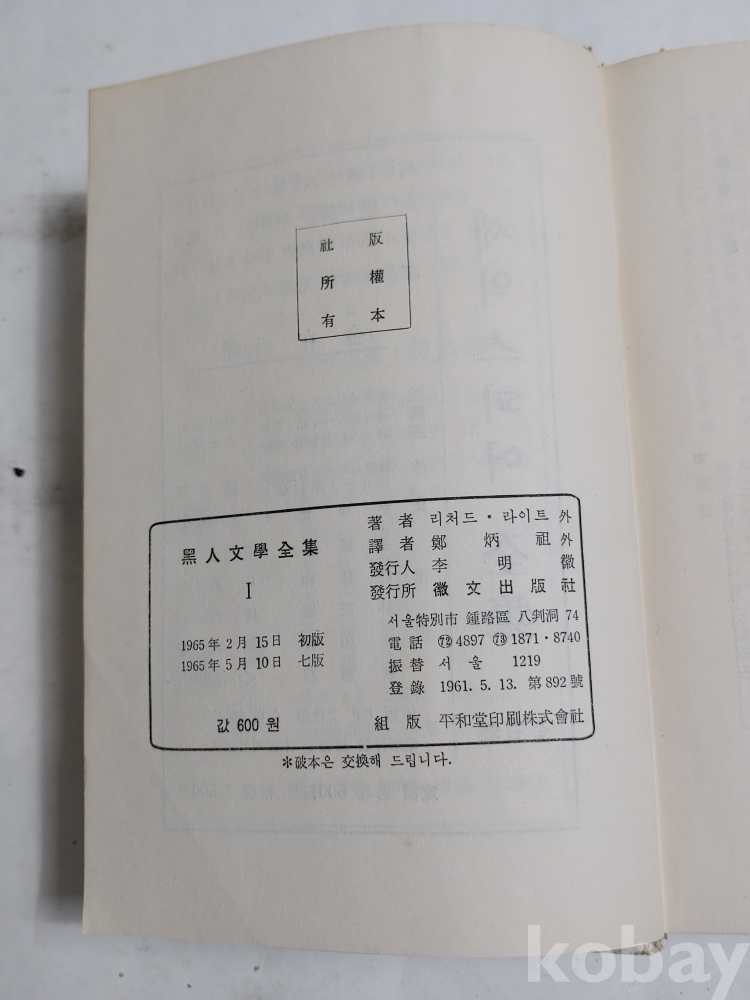 社版
所權
有本
黑人文學全集
I
1965年 2月 15日 初版
1965年 5月 10日 七版
값 600 원
著者 리처드·라이트 外
譯者 鄭炳祖 外
發行人 李明徽
發行所 徽文出版社
서울特別市 鍾路區 八判洞 74
電話 ㉒4897 ㉓1871·8740
振替 서울 1219
登錄 1961. 5. 13. 第892號
組版 平和堂印刷株式會社
*破本은 交換해 드립니다.
kobay